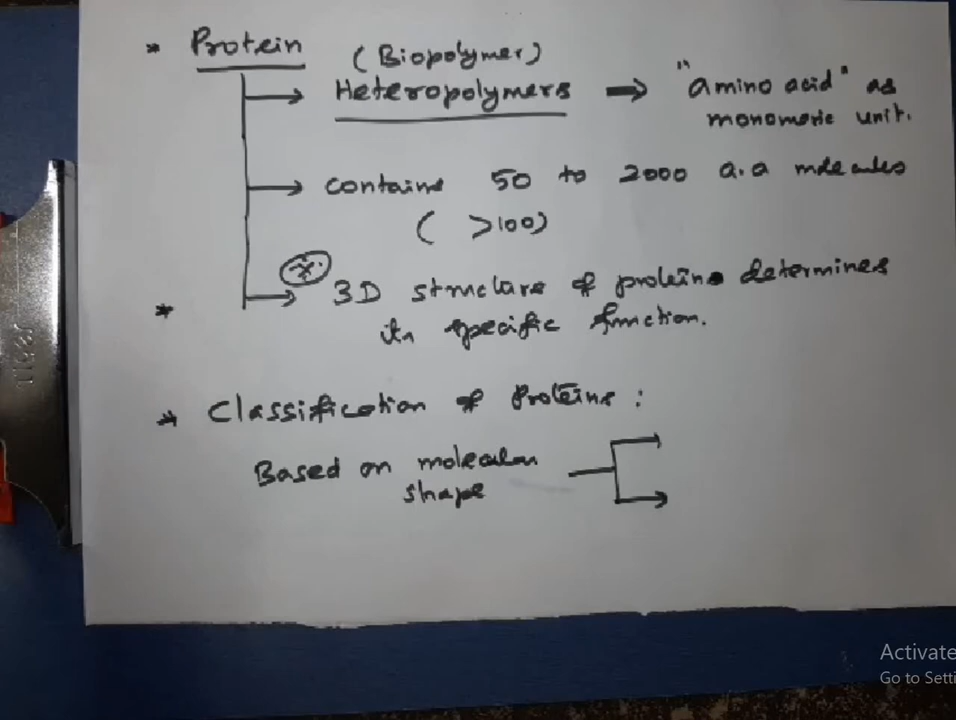 * Protein (Biopolymer)
Heteropolymers → "amino acid" as
monomeric unit.
→ contains 50 to 2000 a.a molecules
( >100)
* → 3D structure of proteins determines
its specific function.
* Classification of Proteins :
Based on molecular
shape
JSBULL
Activate
Go to Setti